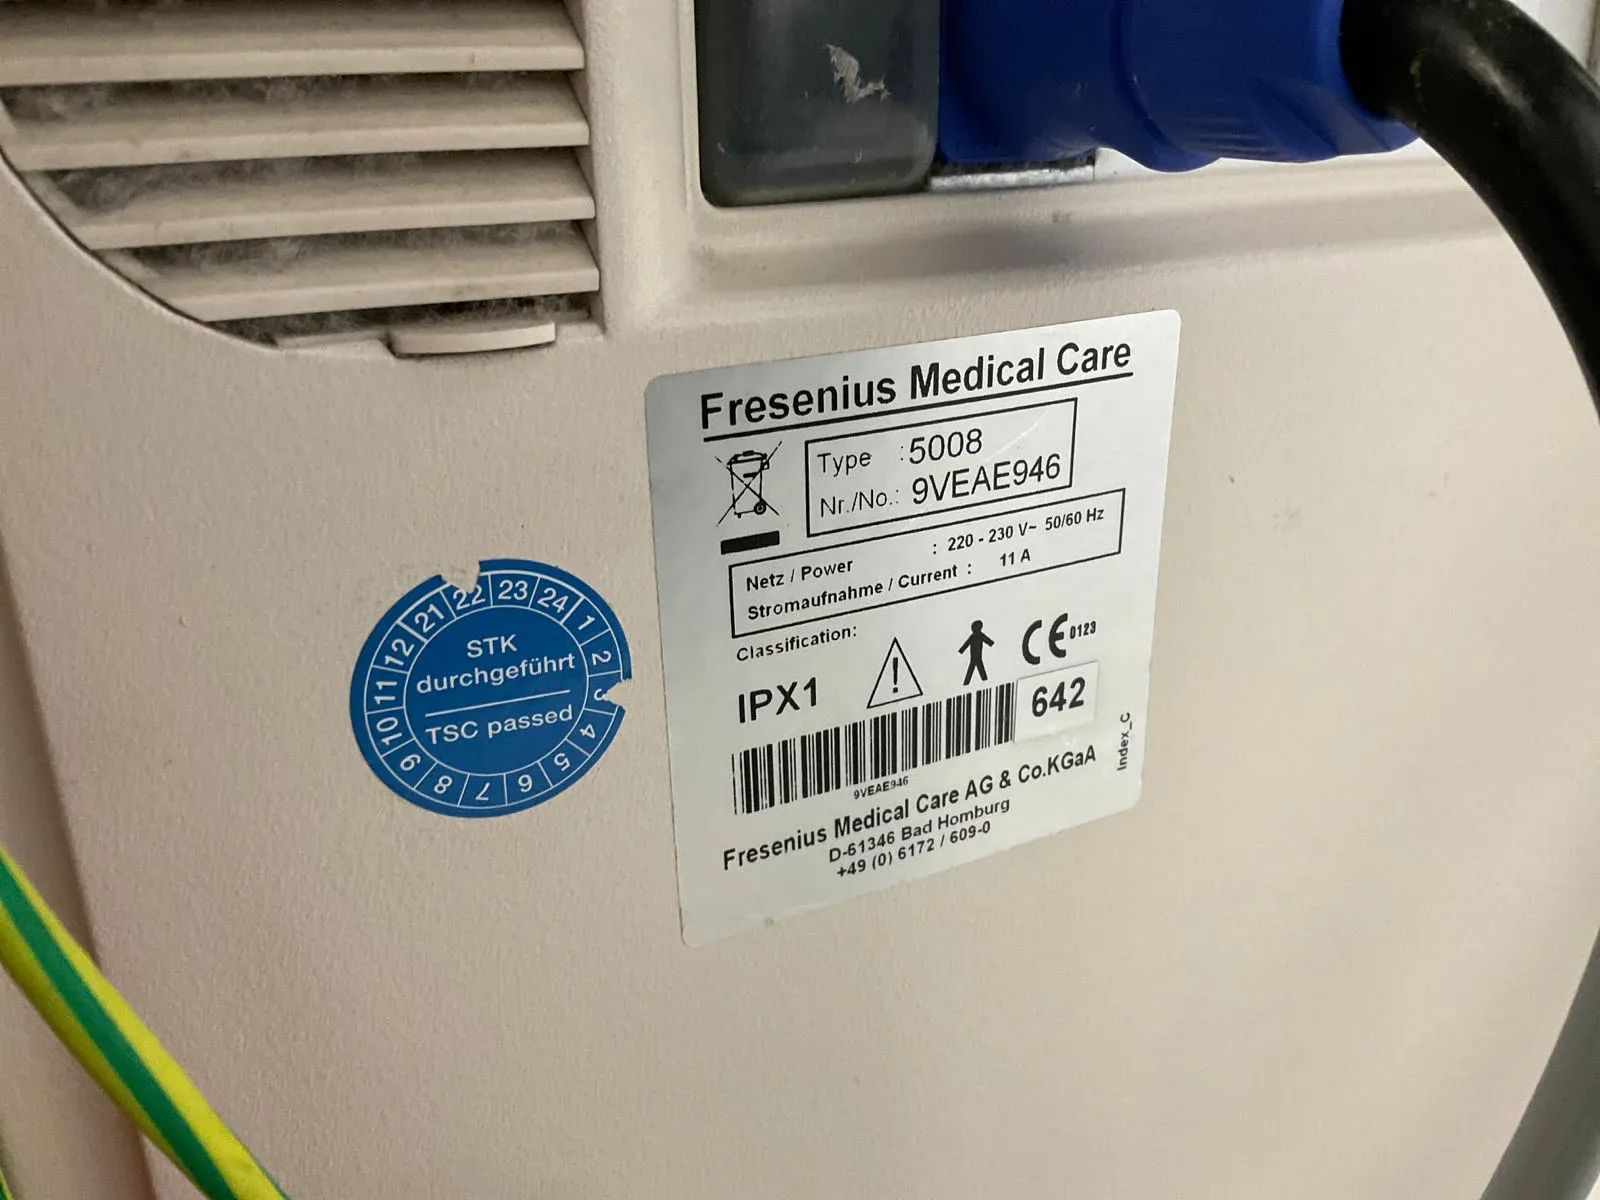 Fresenius Medical Care
Type : 5008
Nr./No.: 9VEAE946
Netz / Power : 220 - 230 V~ 50/60 Hz
Stromaufnahme / Current : 11 A
Classification:
IPX1
!
CE 0123
642
9VEAE946
Index_C
Fresenius Medical Care AG & Co.KGaA
D-61346 Bad Homburg
+49 (0) 6172 / 609-0
21 22 23 24 1 2 3 4 5 6 7 8 9 10 11 12
STK
durchgeführt
TSC passed